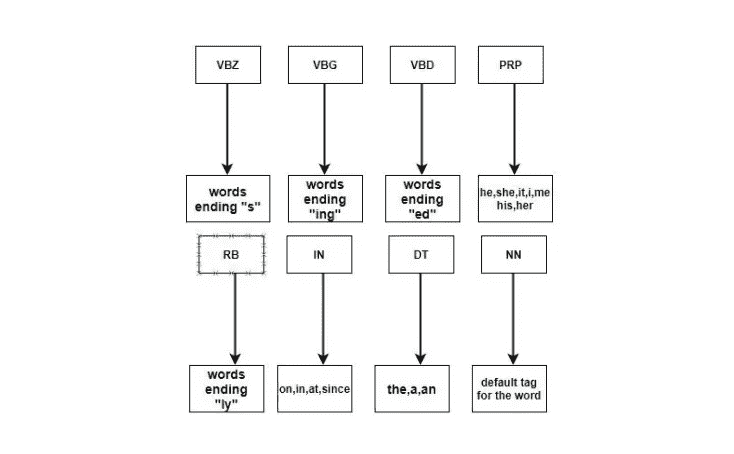 VBZ
VBG
VBD
PRP
words
ending "s"
words
ending
"ing"
words
ending
"ed"
he,she,it,i,me
his,her
RB
IN
DT
NN
words
ending
"ly"
on,in,at,since
the,a,an
default tag
for the word